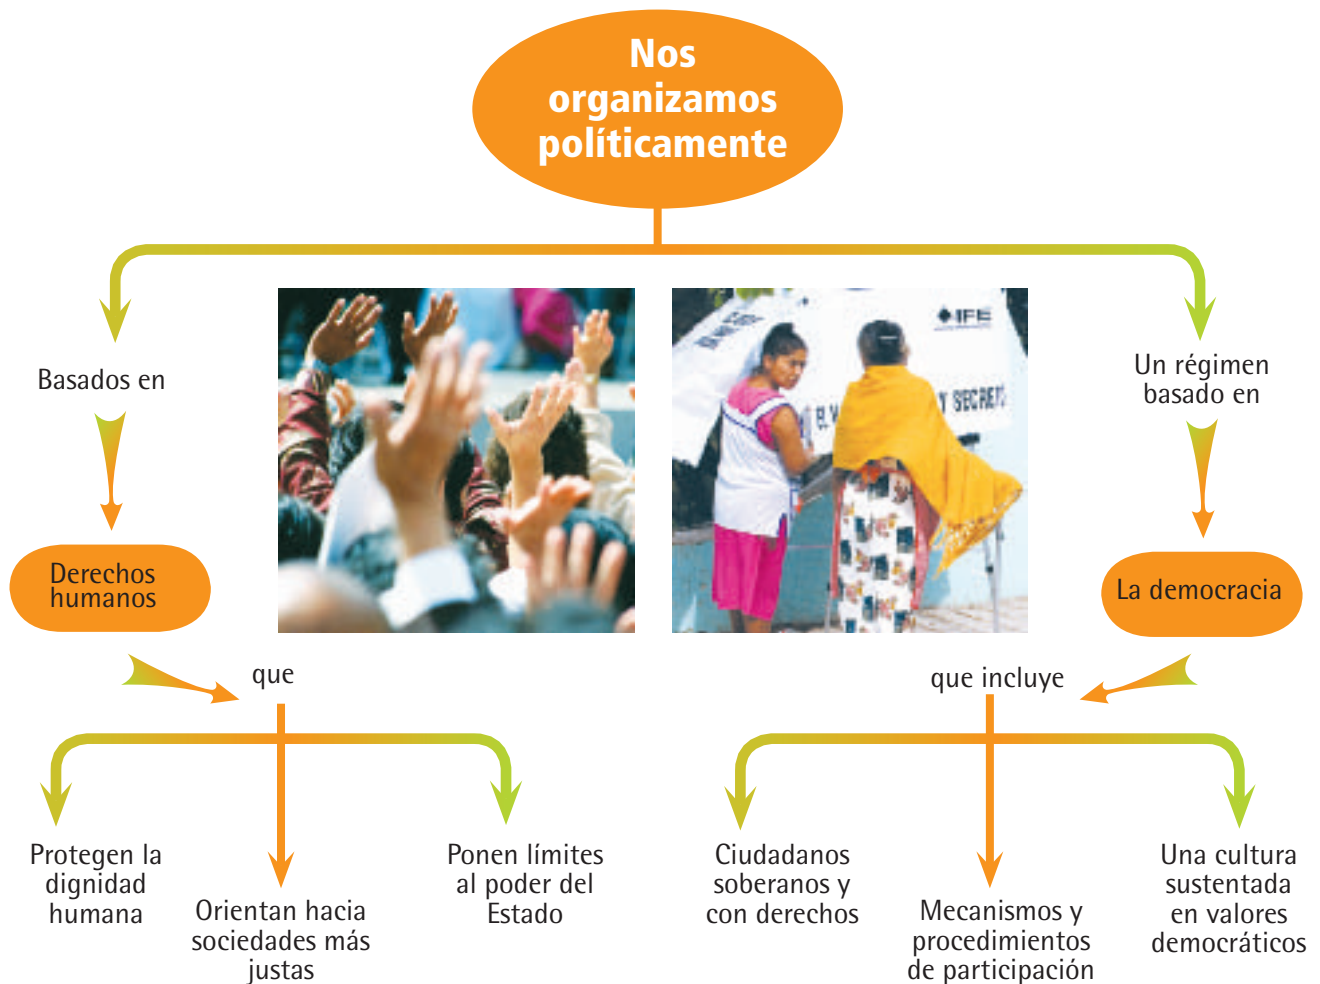 Nos
organizamos
políticamente
Basados en
Derechos
humanos
que
Protegen la
dignidad
humana
Orientan hacia
sociedades más
justas
Ponen límites
al poder del
Estado
IFE
Y SECRETO
Un régimen
basado en
La democracia
que incluye
Ciudadanos
soberanos y
con derechos
Mecanismos y
procedimientos
de participación
Una cultura
sustentada
en valores
democráticos